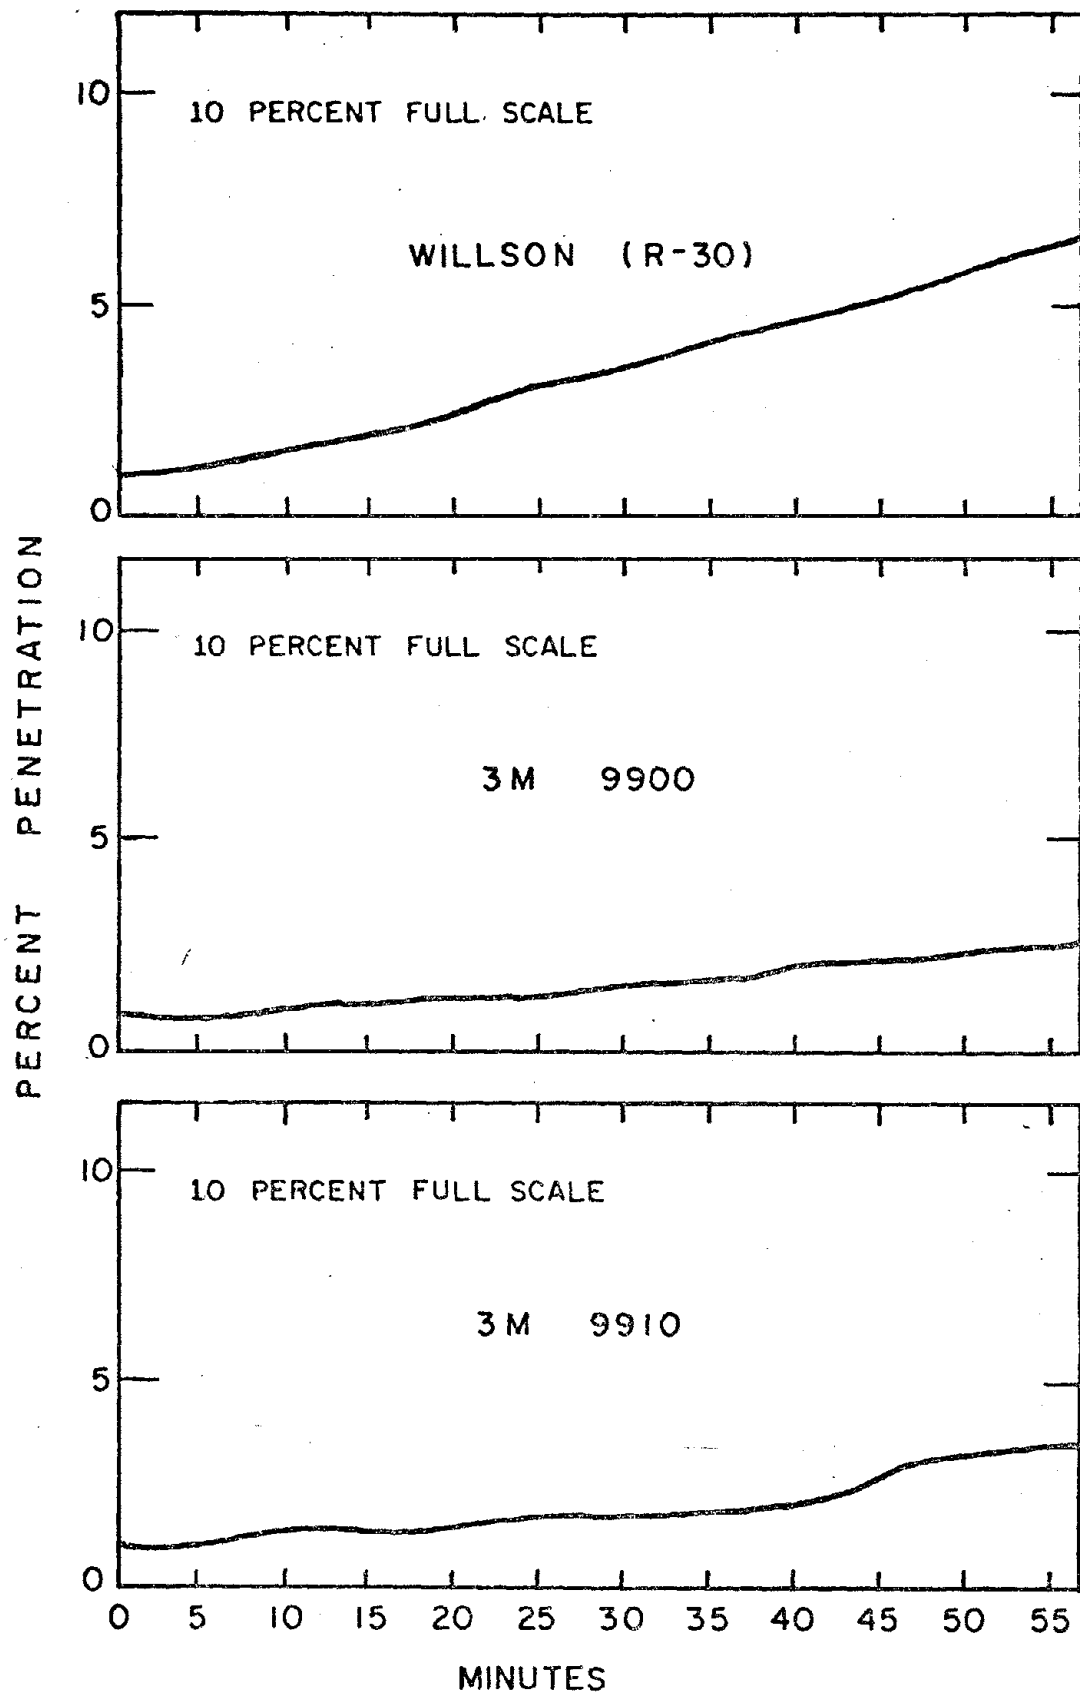 10
10 PERCENT FULL SCALE
WILLSON (R-30)
5
0
PERCENT PENETRATION
10
10 PERCENT FULL SCALE
3M 9900
5
0
10
10 PERCENT FULL SCALE
3M 9910
5
0
0 5 10 15 20 25 30 35 40 45 50 55
MINUTES